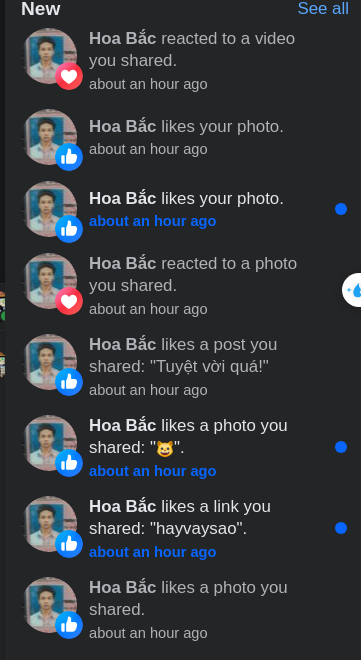 New
See all
Hoa Bắc reacted to a video
you shared.
about an hour ago
Hoa Bắc likes your photo.
about an hour ago
Hoa Bắc likes your photo.
about an hour ago
Hoa Bắc reacted to a photo
you shared.
about an hour ago
Hoa Bắc likes a post you
shared: "Tuyệt vời quá!"
about an hour ago
Hoa Bắc likes a photo you
shared: "😺".
about an hour ago
Hoa Bắc likes a link you
shared: "hayvaysao".
about an hour ago
Hoa Bắc likes a photo you
shared.
about an hour ago